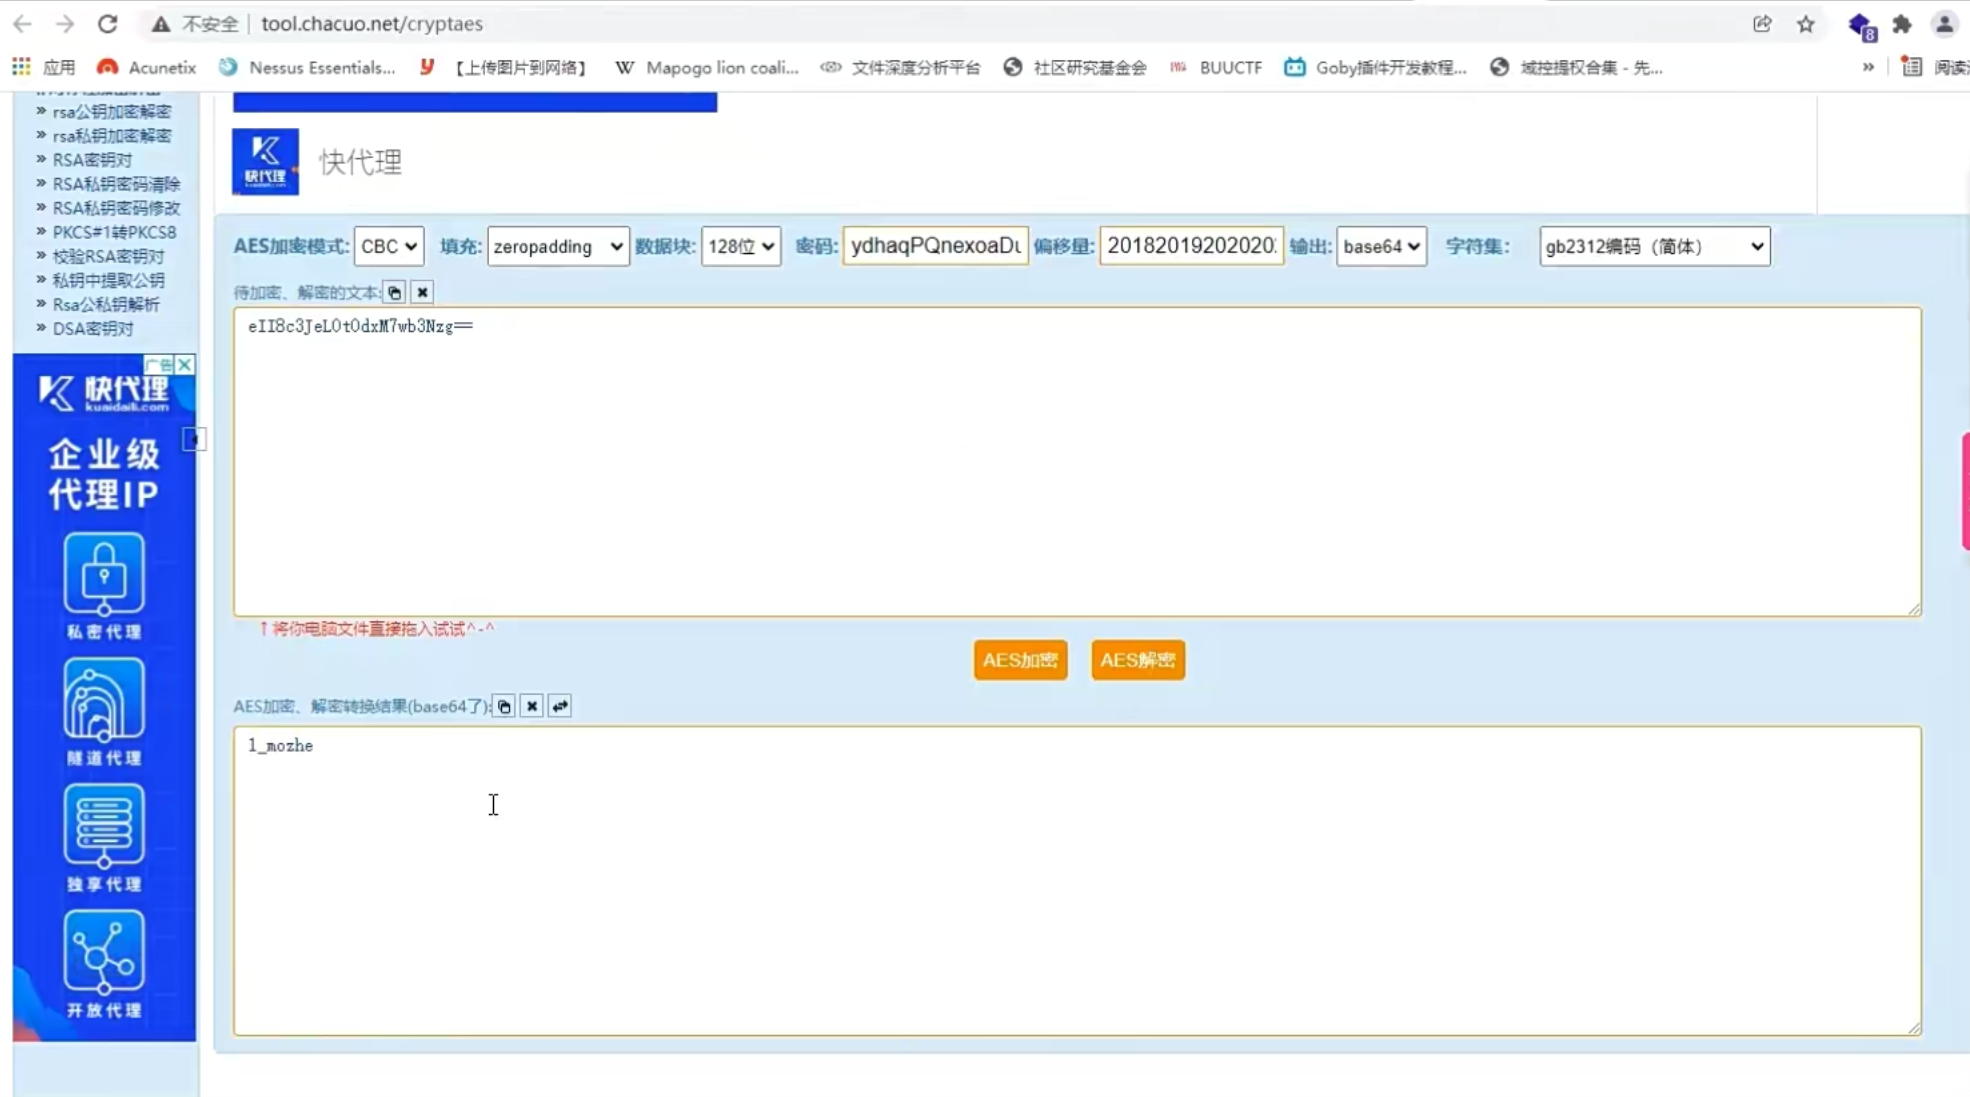 不安全 tool.chacuo.net/cryptaes
8
应用 Acunetix Nessus Essentials... 【上传图片到网络】 W Mapogo lion coali... 文件深度分析平台 社区研究基金会 BUUCTF Goby插件开发教程... 域控提权合集 - 先... »
» rsa公钥加密解密
» rsa私钥加密解密
» RSA密钥对
» RSA私钥密码清除
» RSA私钥密码修改
» PKCS#1转PKCS8
» 校验RSA密钥对
» 私钥中提取公钥
» Rsa公私钥解析
» DSA密钥对
广告
快代理
kuaidaili.com
企业级
代理IP
私密代理
隧道代理
独享代理
开放代理
快代理
快代理
AES加密模式: CBC 填充: zeropadding 数据块: 128位 密码: ydhaqPQnexoaDu 偏移量: 20182019202020 输出: base64 字符集: gb2312编码（简体）
待加密、解密的文本:
eII8c3JeLOtOdxM7wb3Nzg==
↑将你电脑文件直接拖入试试^-^
AES加密 AES解密
AES加密、解密转换结果(base64了):
1_mozhe